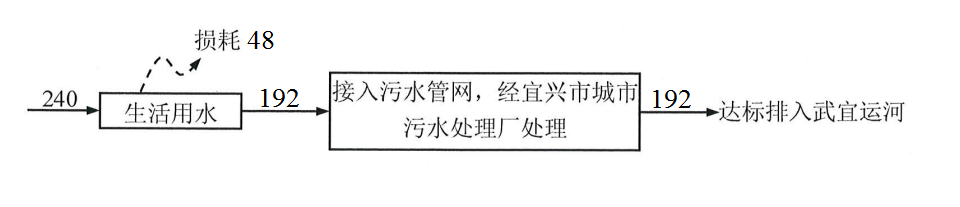 损耗 48
240
生活用水
192
接入污水管网，经宜兴市城市
污水处理厂处理
192
达标排入武宜运河